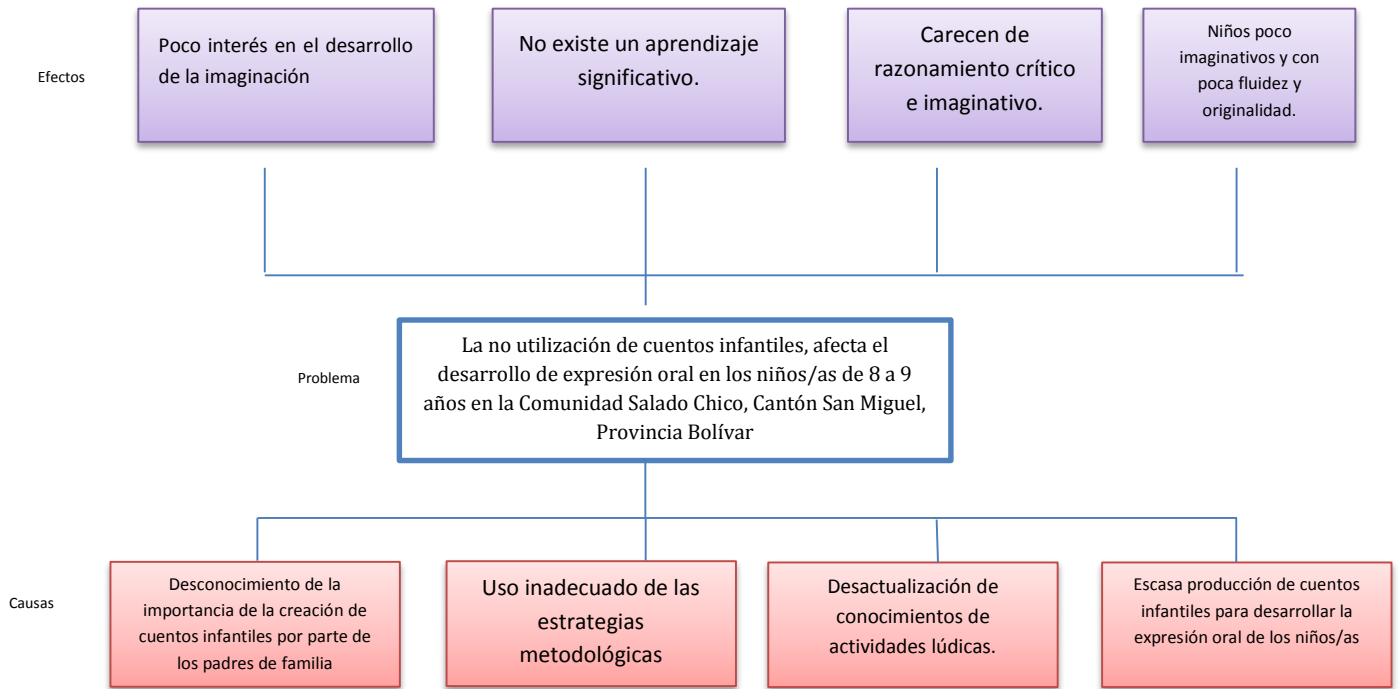 Efectos
Poco interés en el desarrollo
de la imaginación
No existe un aprendizaje
significativo.
Carecen de
razonamiento crítico
e imaginativo.
Niños poco
imaginativos y con
poca fluidez y
originalidad.
Problema
La no utilización de cuentos infantiles, afecta el
desarrollo de expresión oral en los niños/as de 8 a 9
años en la Comunidad Salado Chico, Cantón San Miguel,
Provincia Bolívar
Causas
Desconocimiento de la
importancia de la creación de
cuentos infantiles por parte de
los padres de familia
Uso inadecuado de las
estrategias
metodológicas
Desactualización de
conocimientos de
actividades lúdicas.
Escasa producción de cuentos
infantiles para desarrollar la
expresión oral de los niños/as